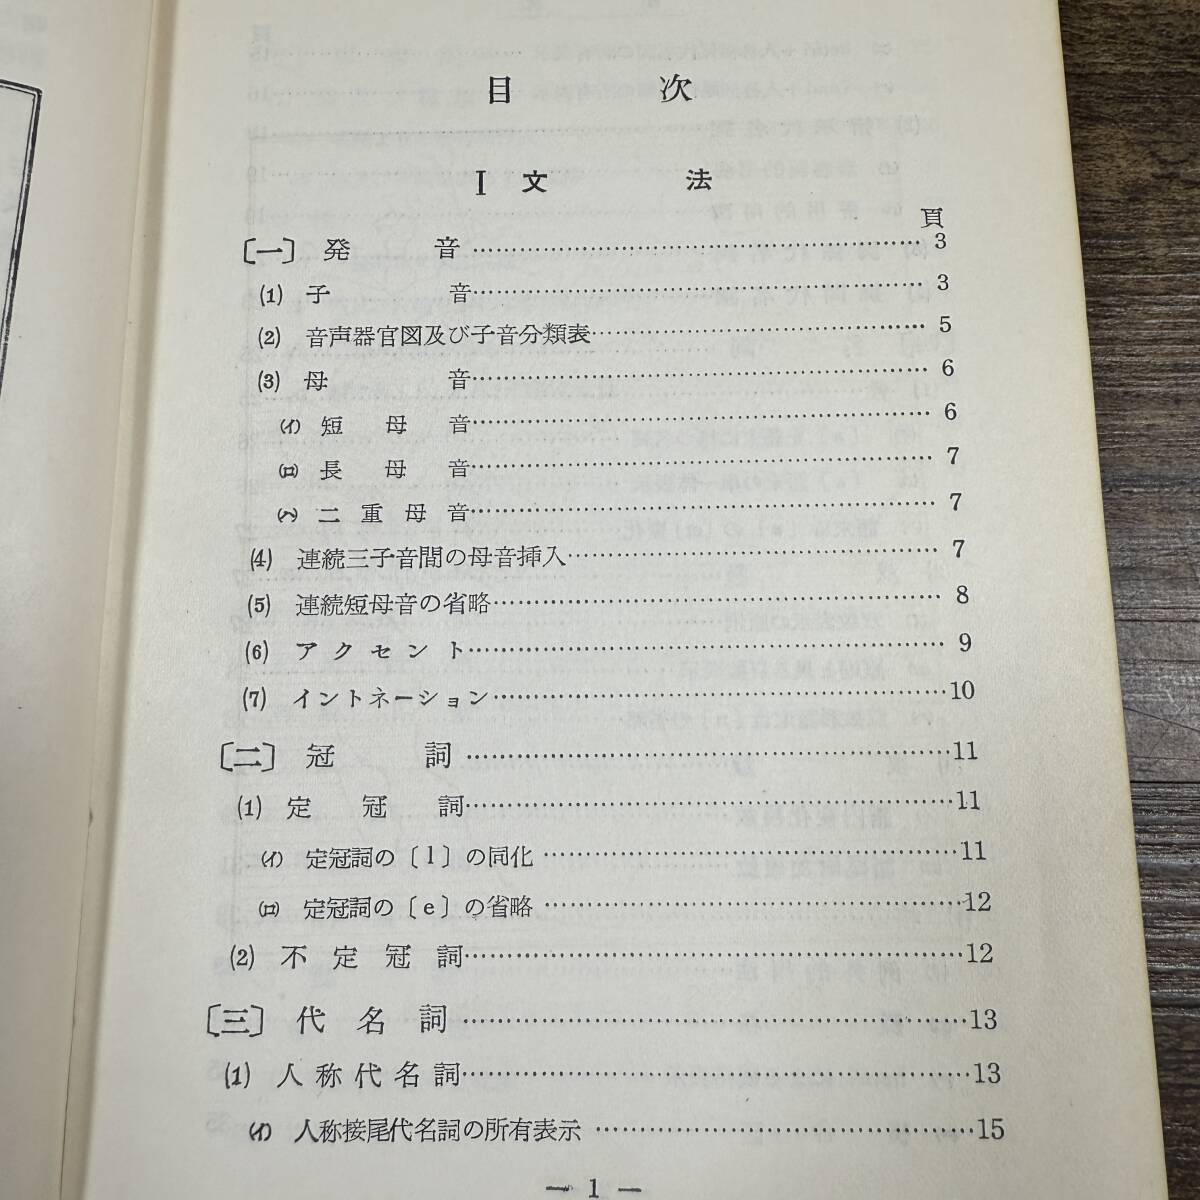 目次
I 文法
頁
〔一〕 発音……3
(1) 子音……3
(2) 音声器官図及び子音分類表……5
(3) 母音……6
(イ) 短母音……6
(ロ) 長母音……7
(ハ) 二重母音……7
(4) 連続三子音間の母音挿入……7
(5) 連続短母音の省略……8
(6) アクセント……9
(7) イントネーション……10
〔二〕 冠詞……11
(1) 定冠詞……11
(イ) 定冠詞の〔l〕の同化……11
(ロ) 定冠詞の〔e〕の省略……12
(2) 不定冠詞……12
〔三〕 代名詞……13
(1) 人称代名詞……13
(イ) 人称接尾代名詞の所有表示……15
— 1 —